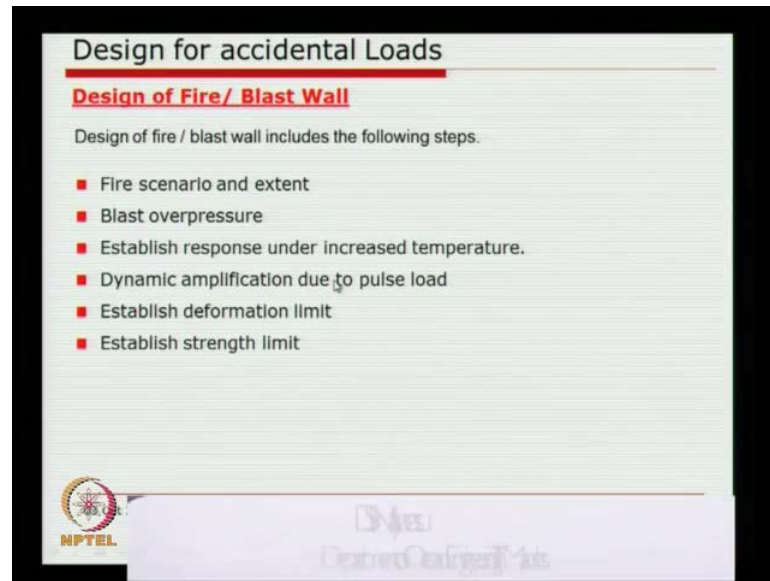 Design for accidental Loads
Design of Fire/ Blast Wall
Design of fire / blast wall includes the following steps.
Fire scenario and extent
Blast overpressure
Establish response under increased temperature.
Dynamic amplification due to pulse load
Establish deformation limit
Establish strength limit
NPTEL